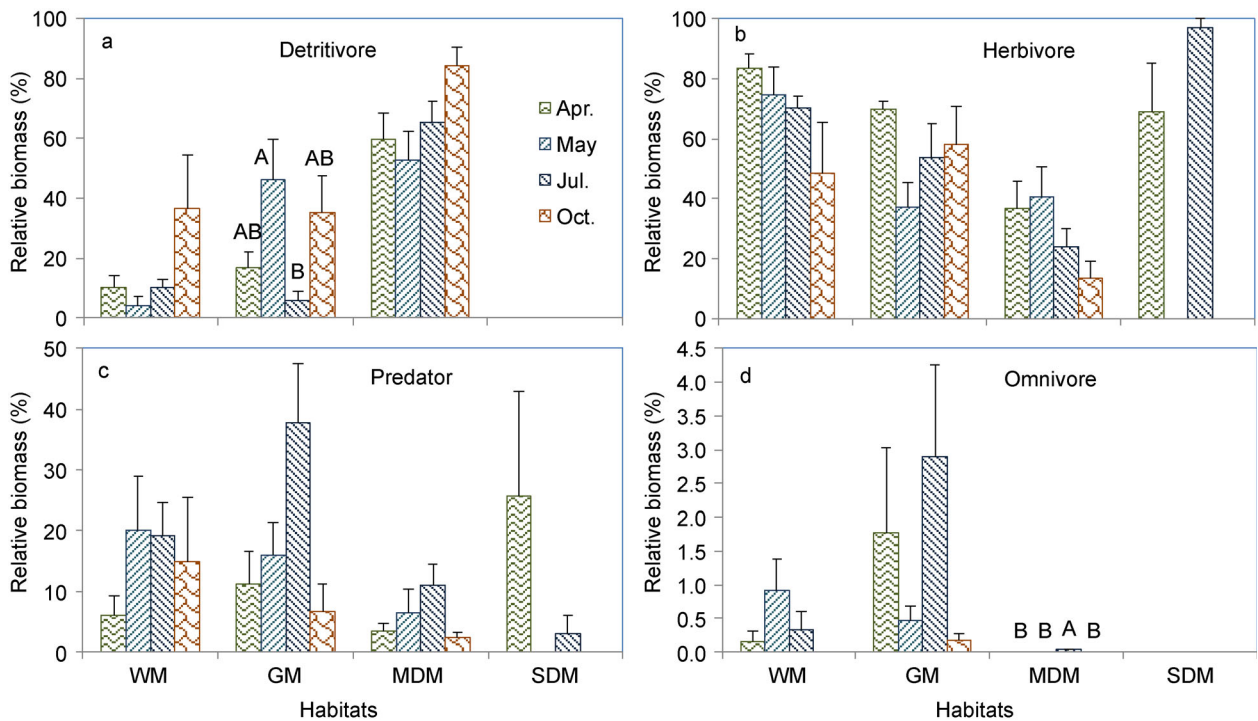 a
Detritivore
Relative biomass (%)
100
80
60
40
20
0
Apr.
May
Jul.
Oct.
A
AB
AB
B
b
Herbivore
Relative biomass (%)
100
80
60
40
20
0
c
Predator
Relative biomass (%)
50
40
30
20
10
0
WM GM MDM SDM
Habitats
d
Omnivore
Relative biomass (%)
4.5
4.0
3.5
3.0
2.5
2.0
1.5
1.0
0.5
0.0
B B A B
WM GM MDM SDM
Habitats